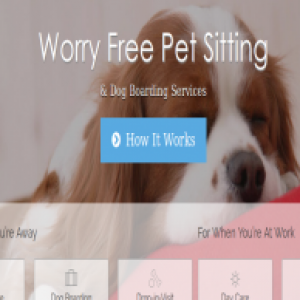 Worry Free Pet Sitting
& Dog Boarding Services
How It Works
u're Away
For When You're At Work
Dog Boarding
Drop-in-Visit
Day Care